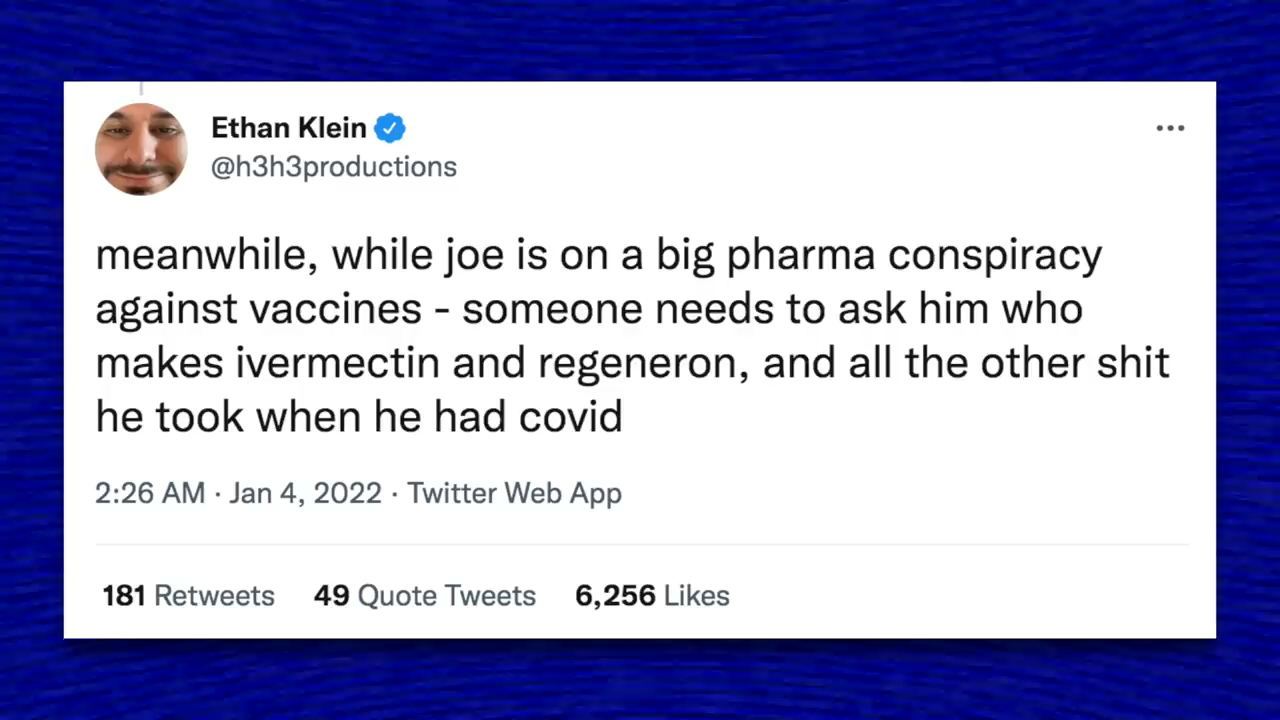 Ethan Klein
@h3h3productions
meanwhile, while joe is on a big pharma conspiracy
against vaccines - someone needs to ask him who
makes ivermectin and regeneron, and all the other shit
he took when he had covid
2:26 AM · Jan 4, 2022 · Twitter Web App
181 Retweets 49 Quote Tweets 6,256 Likes